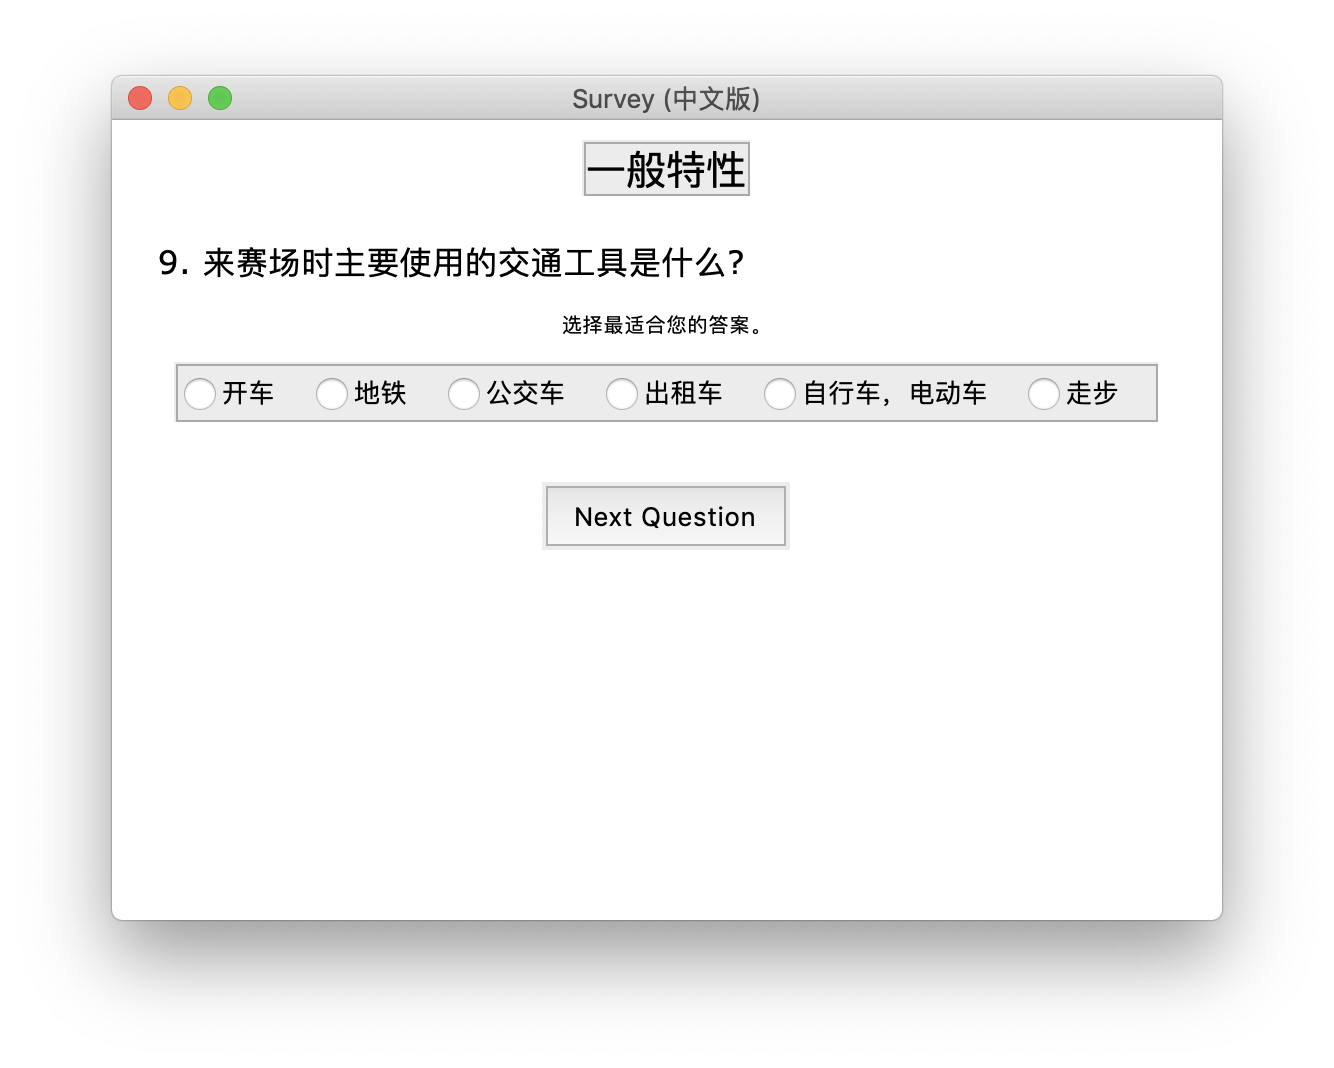 Survey (中文版)
一般特性
9. 来赛场时主要使用的交通工具是什么?
选择最适合您的答案。
开车 地铁 公交车 出租车 自行车，电动车 走步
Next Question